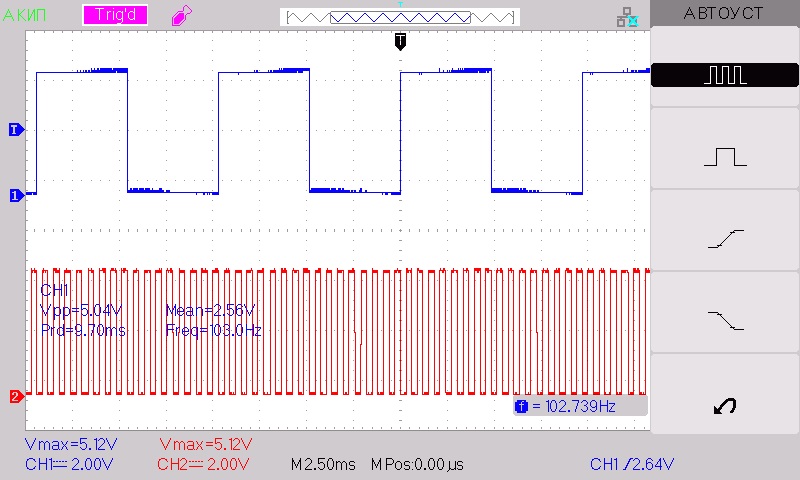 АКИП Trig'd АВТОУСТ
T
T
1
CH1
Vpp=5.04V Mean=2.56V
Prd=9.70ms Freq=103.0Hz
2
f = 102.739Hz
Vmax=5.12V Vmax=5.12V
CH1 2.00V CH2 2.00V M 2.50ms M Pos:0.00µs CH1 2.64V